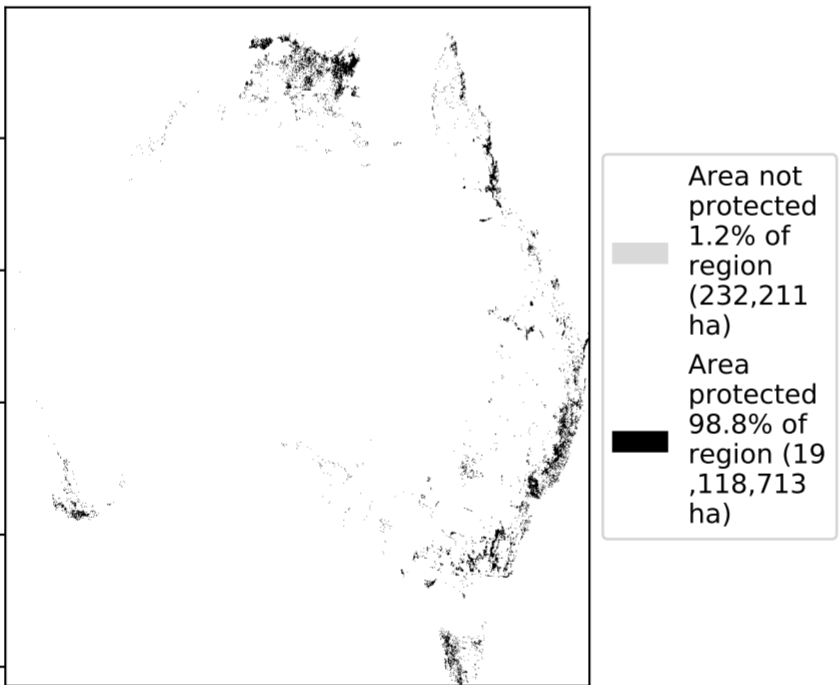 Area not
protected
1.2% of
region
(232,211
ha)
Area
protected
98.8% of
region (19
,118,713
ha)